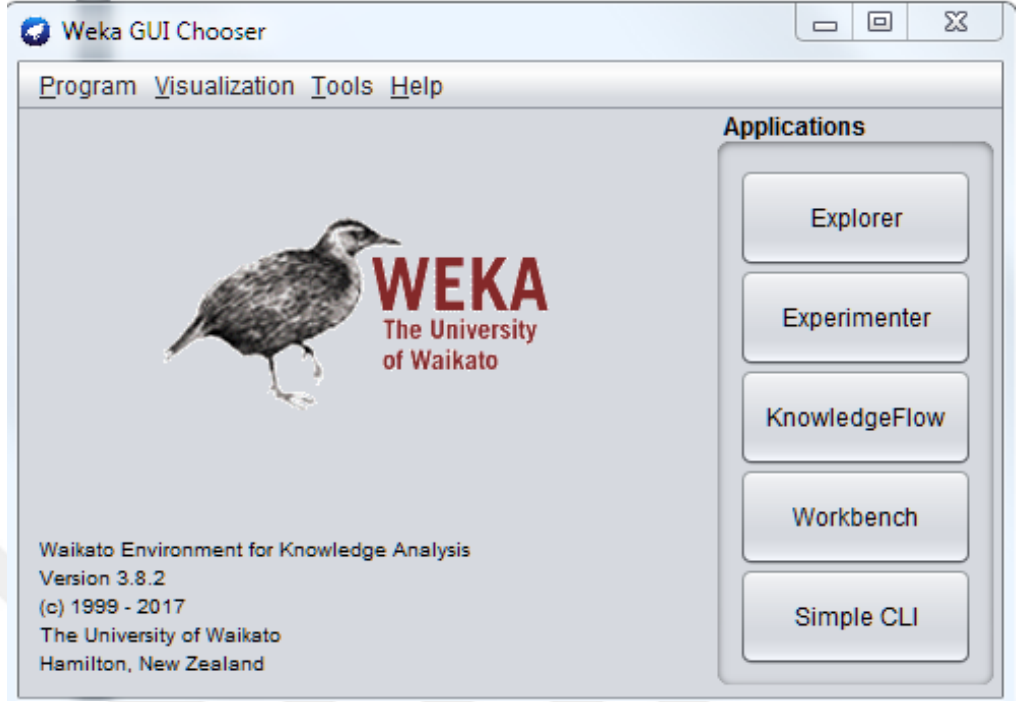 Weka GUI Chooser
Program Visualization Tools Help
Applications
Explorer
Experimenter
KnowledgeFlow
Workbench
Simple CLI
WEKA
The University
of Waikato
Waikato Environment for Knowledge Analysis
Version 3.8.2
(c) 1999 - 2017
The University of Waikato
Hamilton, New Zealand